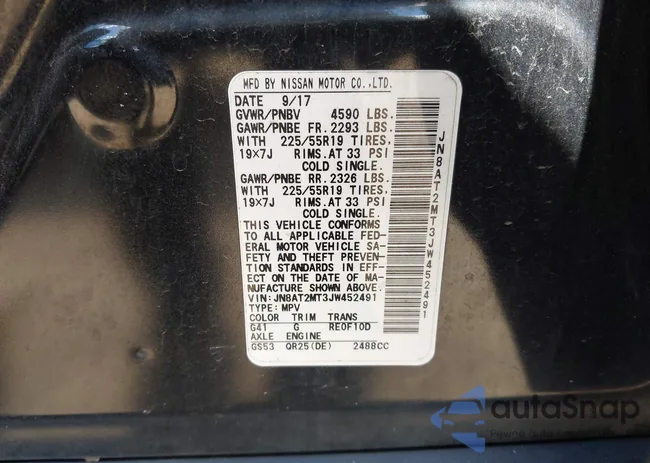 MFD BY NISSAN MOTOR CO.,LTD.
DATE 9/17
GVWR/PNBV 4590 LBS.
GAWR/PNBE FR. 2293 LBS.
WITH 225/55R19 TIRES.
19×7J RIMS.AT 33 PSI
COLD SINGLE.
GAWR/PNBE RR. 2326 LBS.
WITH 225/55R19 TIRES.
19×7J RIMS.AT 33 PSI
COLD SINGLE.
THIS VEHICLE CONFORMS
TO ALL APPLICABLE FED-
ERAL MOTOR VEHICLE SA-
FETY AND THEFT PREVEN-
TION STANDARDS IN EFF-
ECT ON THE DATE OF MA-
NUFACTURE SHOWN ABOVE.
VIN:JN8AT2MT3JW452491
TYPE:MPV
COLOR TRIM TRANS
G41 G RE0F10D
AXLE ENGINE
GS53 QR25(DE) 2488CC
JN8AT2MT3JW452491
autoSnap